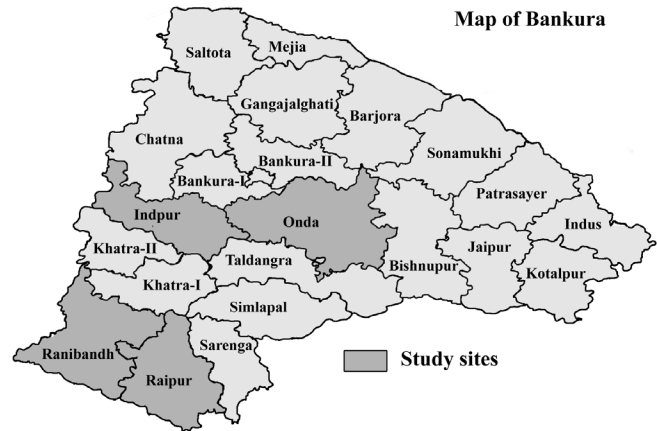 Map of Bankura
Saltota
Mejia
Gangajalghati
Barjora
Chatna
Bankura-II
Sonamukhi
Bankura-I
Patrasayer
Indpur
Onda
Indus
Khatra-II
Taldangra
Bishnupur
Jaipur
Kotalpur
Khatra-I
Simlapal
Ranibandh
Sarenga
Raipur
Study sites